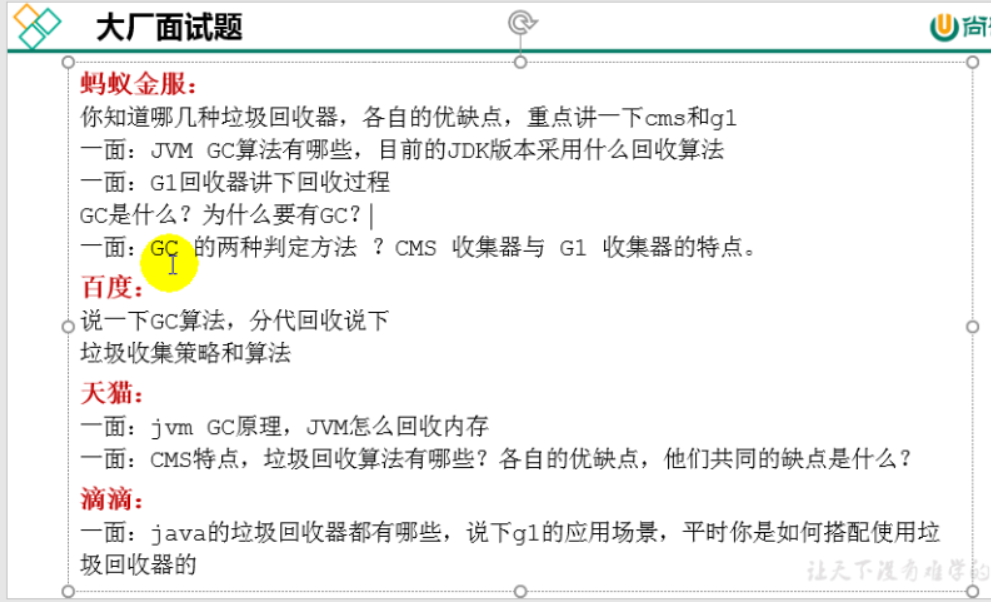 大厂面试题
尚
蚂蚁金服：
你知道哪几种垃圾回收器，各自的优缺点，重点讲一下cms和g1
一面：JVM GC算法有哪些，目前的JDK版本采用什么回收算法
一面：G1回收器讲下回收过程
GC是什么？为什么要有GC？
一面：GC 的两种判定方法 ？CMS 收集器与 G1 收集器的特点。
百度：
说一下GC算法，分代回收说下
垃圾收集策略和算法
天猫：
一面：jvm GC原理，JVM怎么回收内存
一面：CMS特点，垃圾回收算法有哪些？各自的优缺点，他们共同的缺点是什么？
滴滴：
一面：java的垃圾回收器都有哪些，说下g1的应用场景，平时你是如何搭配使用垃
圾回收器的
让天下没有难学的